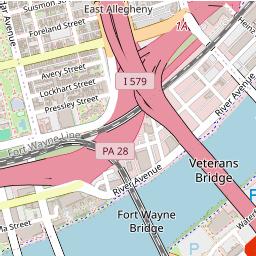 Suismon Street
East Allegheny
Foreland Street
Avery Street
Lockhart Street
Pressley Street
I 579
Fort Wayne Line
PA 28
River Avenue
River Avenue
Veterans
Bridge
Fort Wayne
Bridge
P
P